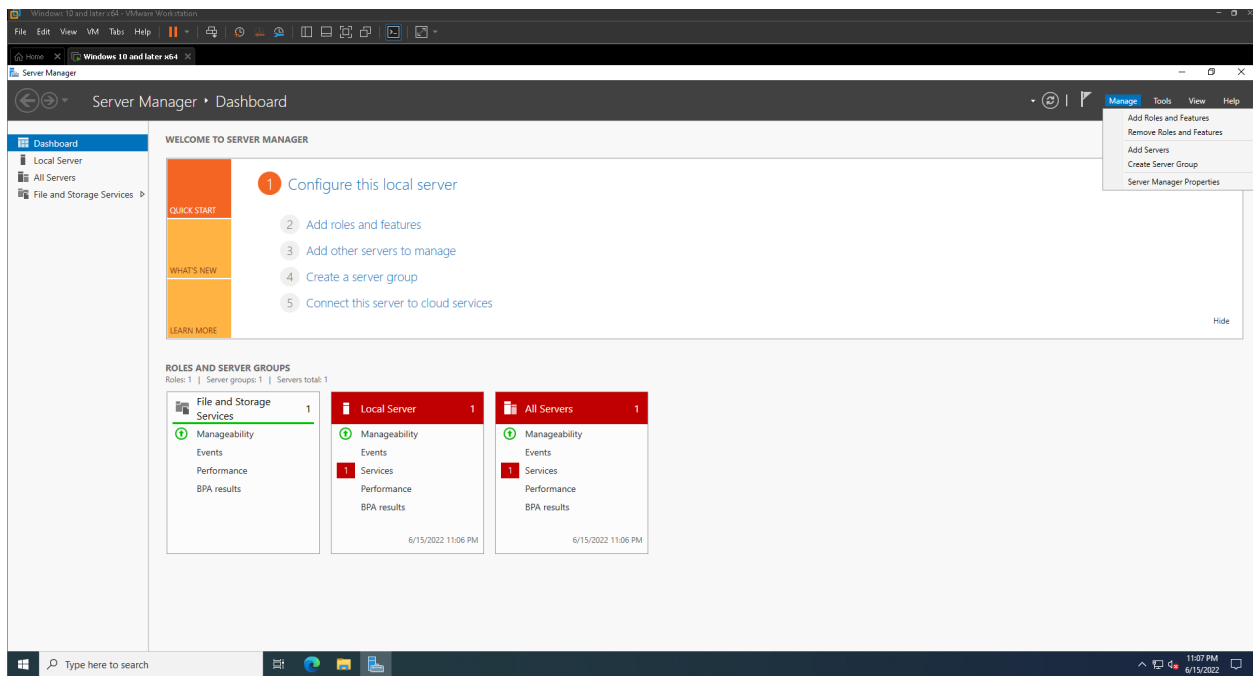 Windows 10 and later x64 - VMware Workstation
File Edit View VM Tabs Help
Home Windows 10 and later x64
Server Manager
Server Manager • Dashboard
Manage Tools View Help
Add Roles and Features
Remove Roles and Features
Add Servers
Create Server Group
Server Manager Properties
Dashboard
Local Server
All Servers
File and Storage Services
WELCOME TO SERVER MANAGER
QUICK START
WHAT'S NEW
LEARN MORE
1 Configure this local server
2 Add roles and features
3 Add other servers to manage
4 Create a server group
5 Connect this server to cloud services
Hide
ROLES AND SERVER GROUPS
Roles: 1 | Server groups: 1 | Servers total: 1
File and Storage
Services 1
Manageability
Events
Performance
BPA results
Local Server 1
Manageability
Events
1 Services
Performance
BPA results
6/15/2022 11:06 PM
All Servers 1
Manageability
Events
1 Services
Performance
BPA results
6/15/2022 11:06 PM
Type here to search
11:07 PM
6/15/2022